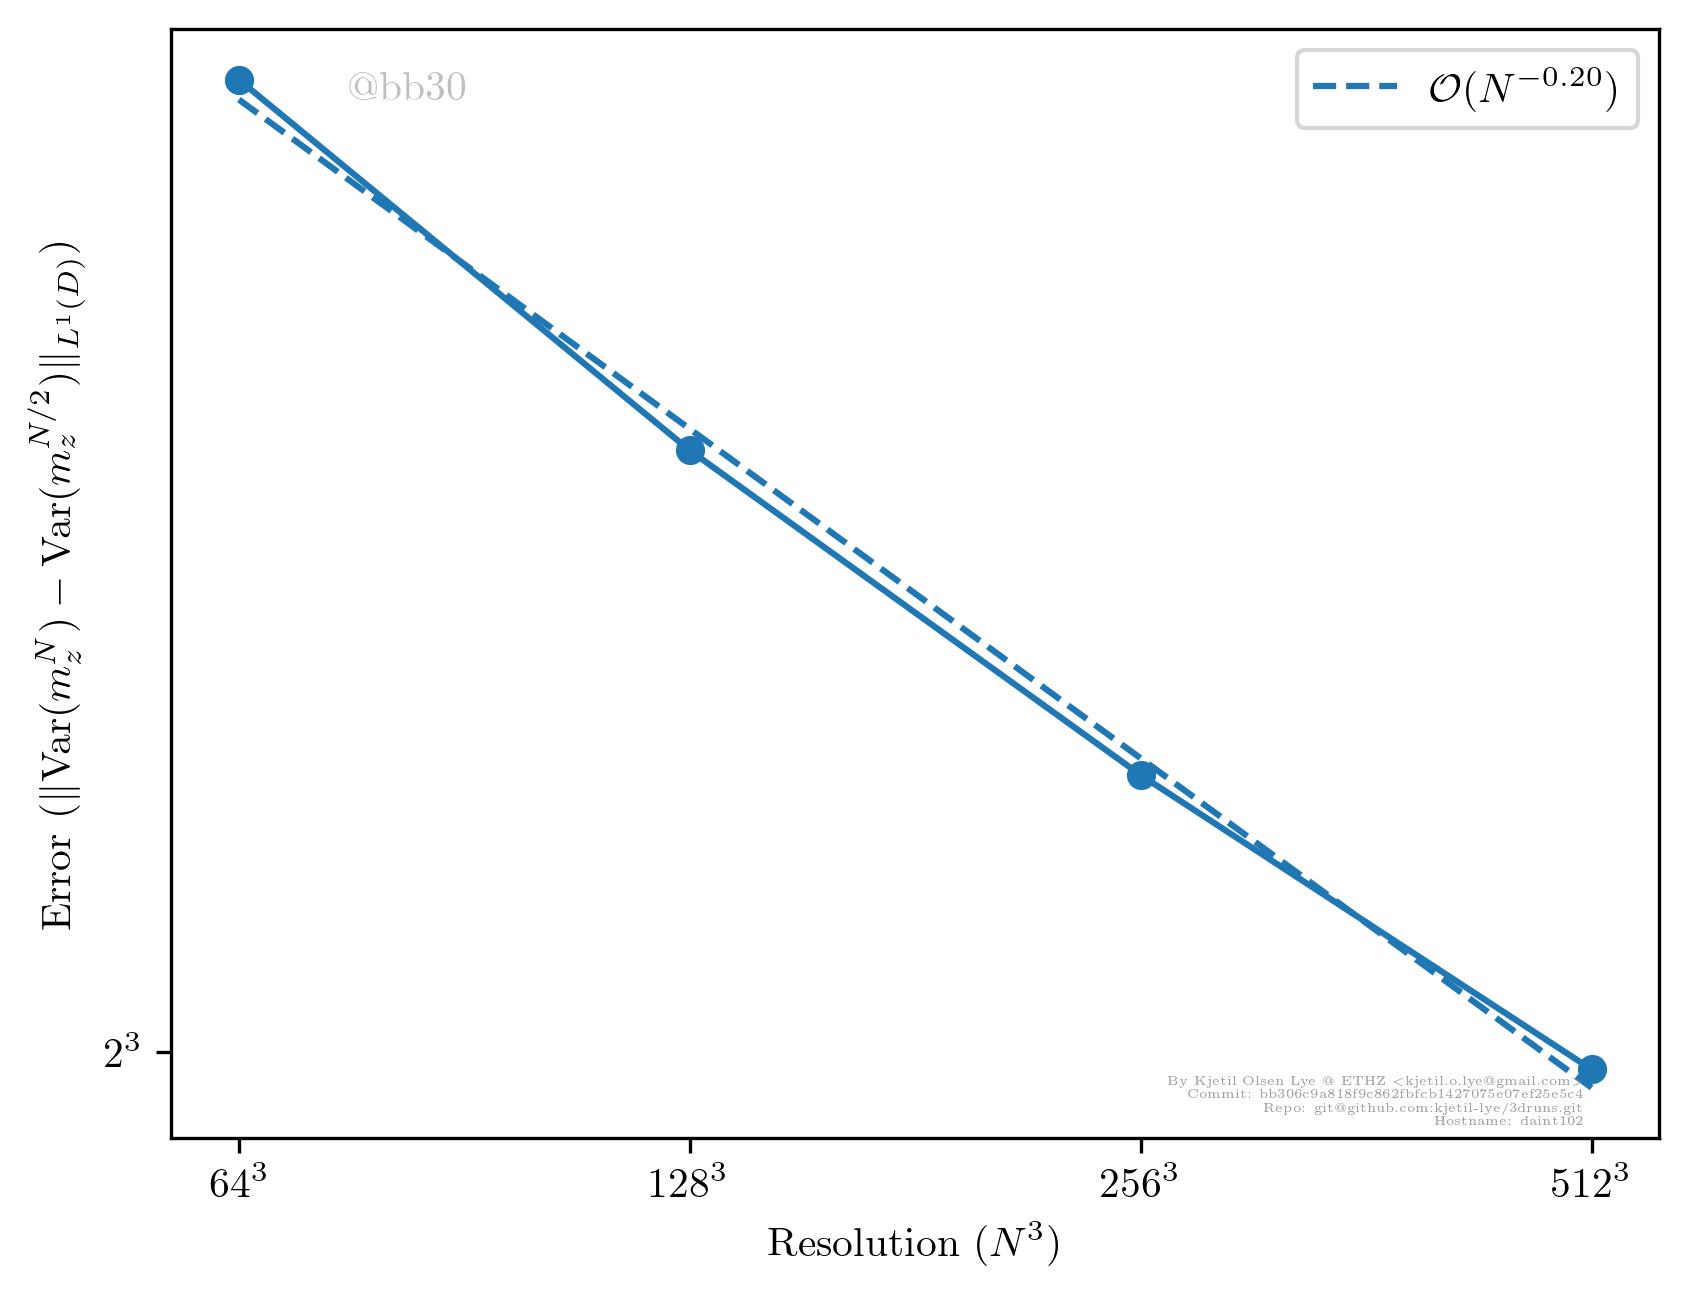 @bb30
𝒪(N^{-0.20})
Error (‖Var(m_z^N) − Var(m_z^{N/2})‖_{L^1(D)})
2^3
By Kjetil Olsen Lye @ ETHZ <kjetil.o.lye@gmail.com>
Commit: bb306c9a818f9c862fbfcb1427075e07ef25e5c4
Repo: git@github.com:kjetil-lye/3druns.git
Hostname: daint102
64^3 128^3 256^3 512^3
Resolution (N^3)